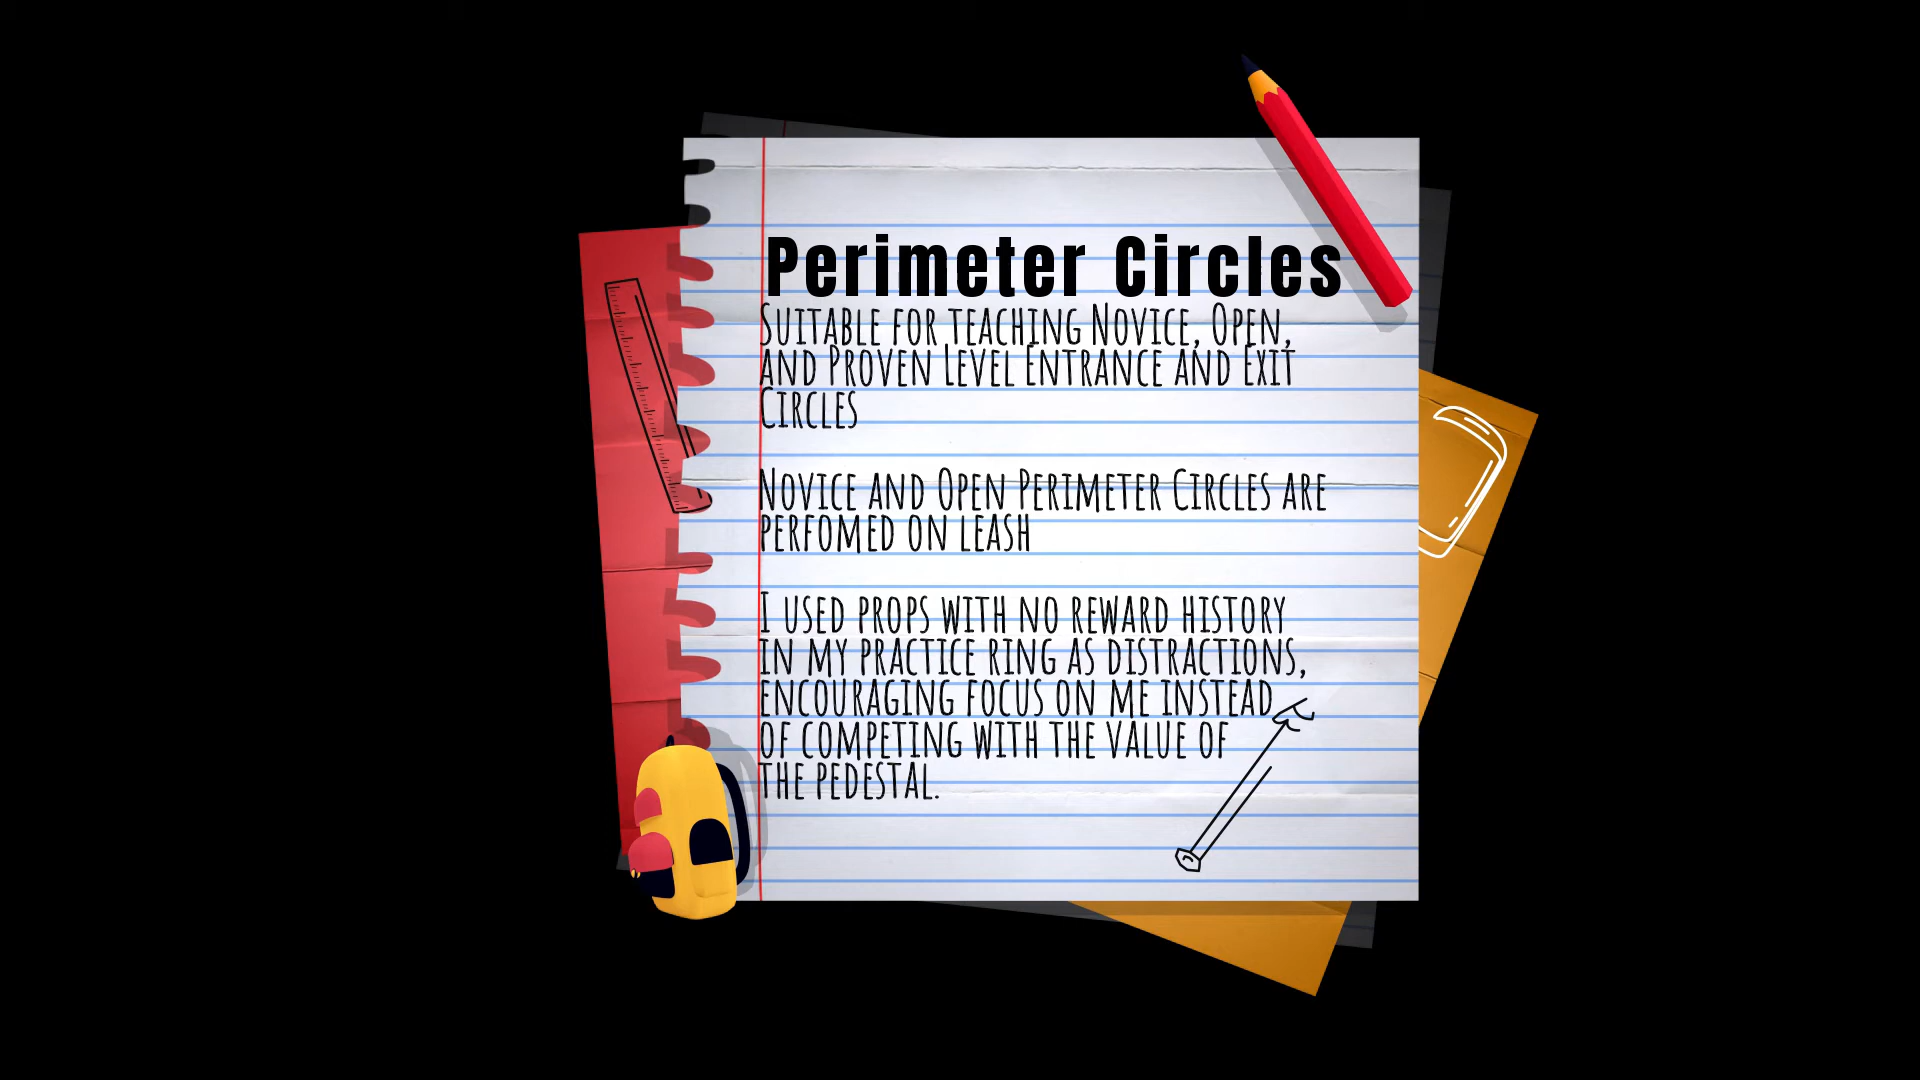 Perimeter Circles
Suitable for teaching Novice, Open,
and Proven Level Entrance and Exit
Circles
Novice and Open Perimeter Circles are
perfomed on leash
I used props with no reward history
in my practice ring as distractions,
encouraging focus on me instead
of competing with the value of
the pedestal.